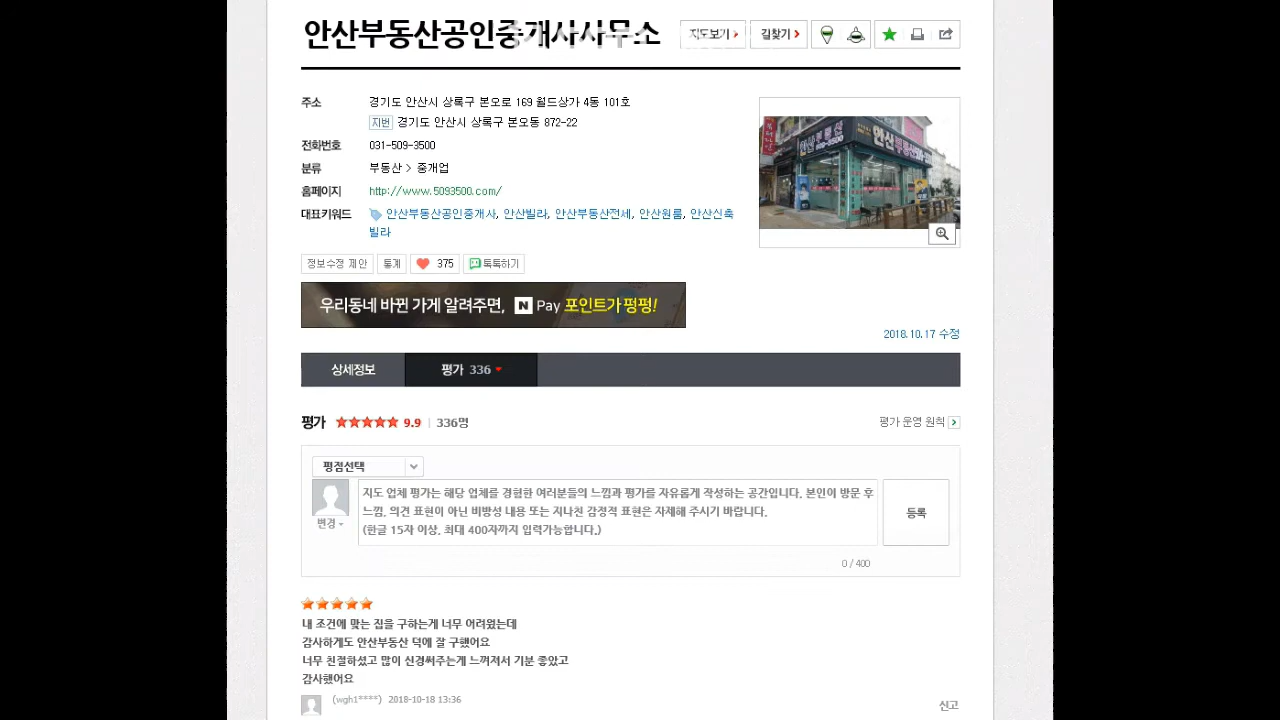 안산부동산공인중개사사무소
지도보기
길찾기
주소
경기도 안산시 상록구 본오로 169 월드상가 4동 101호
지번 경기도 안산시 상록구 본오동 872-22
전화번호
031-509-3500
분류
부동산 > 중개업
홈페이지
http://www.5093500.com/
대표키워드
안산부동산공인중개사, 안산빌라, 안산부동산전세, 안산원룸, 안산신축
빌라
안산부동산
정보수정 제안 통계 375 톡톡하기
우리동네 바뀐 가게 알려주면, N Pay 포인트가 펑펑!
2018.10.17 수정
상세정보 평가 336
평가 9.9 336명
평가 운영 원칙
평점선택
변경
지도 업체 평가는 해당 업체를 경험한 여러분들의 느낌과 평가를 자유롭게 작성하는 공간입니다. 본인이 방문 후
느낌, 의견 표현이 아닌 비방성 내용 또는 지나친 감정적 표현은 자제해 주시기 바랍니다.
(한글 15자 이상, 최대 400자까지 입력가능합니다.)
등록
0 / 400
내 조건에 맞는 집을 구하는게 너무 어려웠는데
감사하게도 안산부동산 덕에 잘 구했어요
너무 친절하셨고 많이 신경써주는게 느껴져서 기분 좋았고
감사했어요
(wgh1****) 2018-10-18 13:36
신고